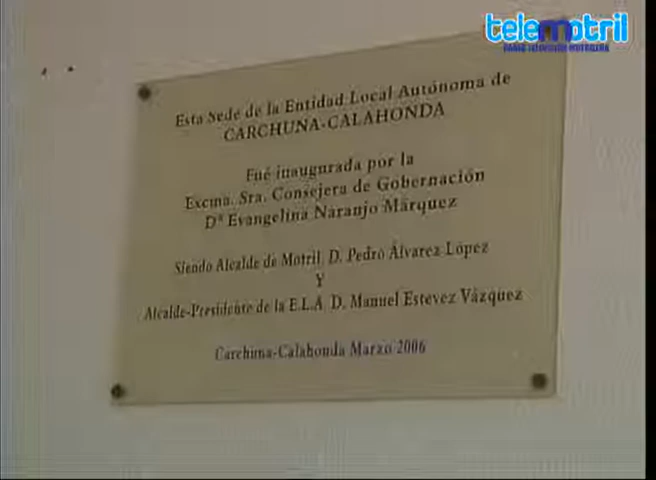 telemotril
Esta Sede de la Entidad Local Autónoma de
CARCHUNA-CALAHONDA
Fué inaugurada por la
Excma. Sra. Consejera de Gobernación
Dª Evangelina Naranjo Márquez
Siendo Alcalde de Motril, D. Pedro Álvarez López
Y
Alcalde-Presidente de la E.L.A. D. Manuel Estevez Vázquez
Carchuna-Calahonda Marzo 2006